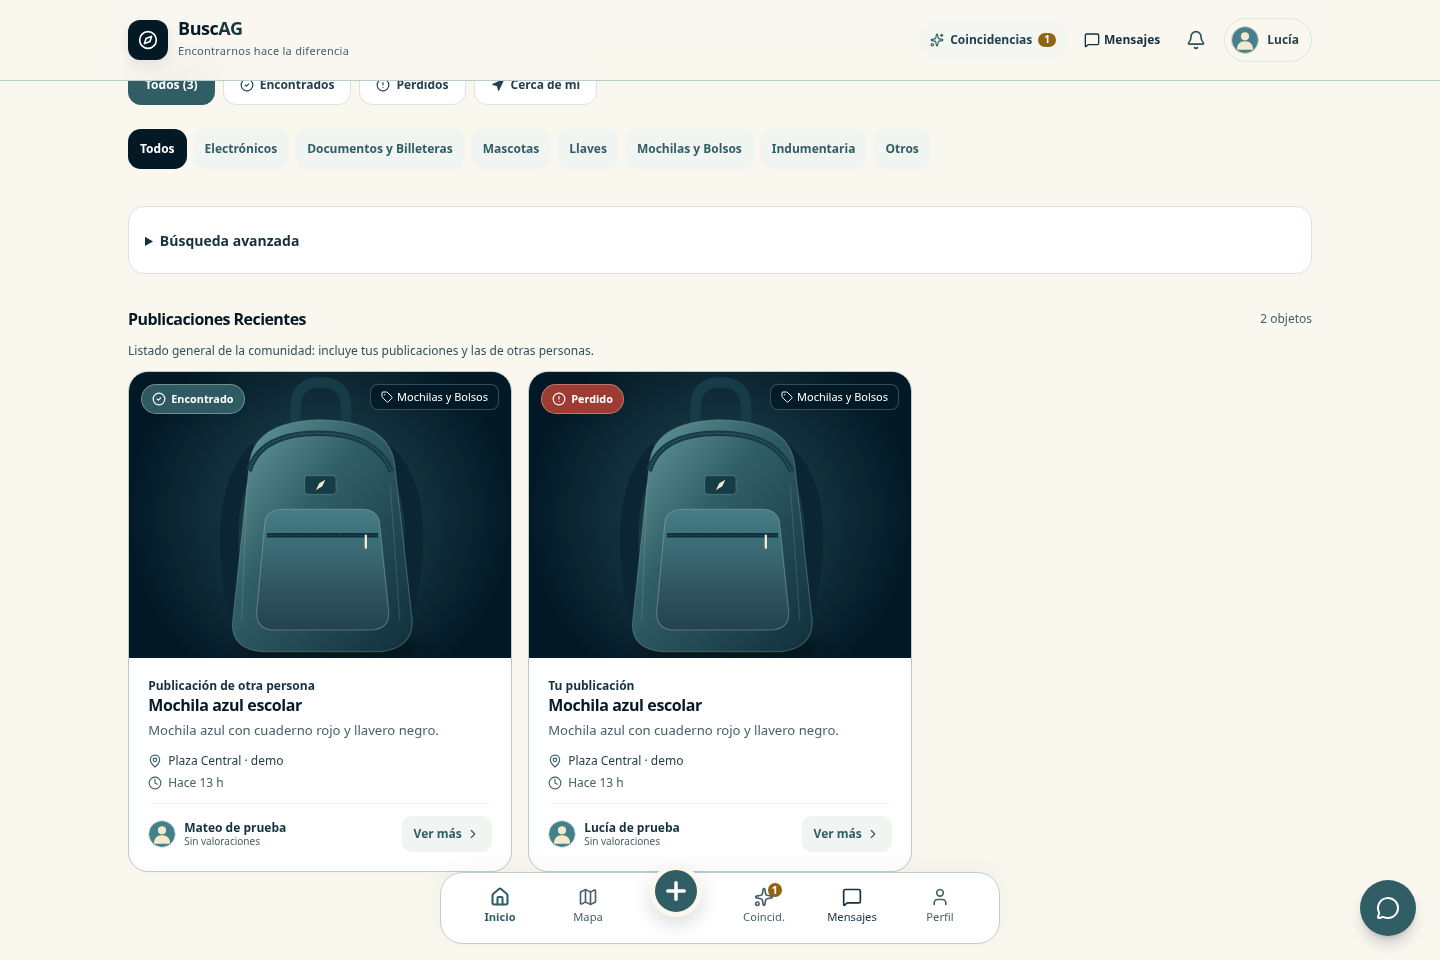 BuscAG
Encontrarnos hace la diferencia
Coincidencias 1
Mensajes
Lucía
Todos (3)
Encontrados
Perdidos
Cerca de mí
Todos
Electrónicos
Documentos y Billeteras
Mascotas
Llaves
Mochilas y Bolsos
Indumentaria
Otros
Búsqueda avanzada
Publicaciones Recientes
2 objetos
Listado general de la comunidad: incluye tus publicaciones y las de otras personas.
Encontrado
Mochilas y Bolsos
Publicación de otra persona
Mochila azul escolar
Mochila azul con cuaderno rojo y llavero negro.
Plaza Central · demo
Hace 13 h
Mateo de prueba
Sin valoraciones
Ver más
Perdido
Mochilas y Bolsos
Tu publicación
Mochila azul escolar
Mochila azul con cuaderno rojo y llavero negro.
Plaza Central · demo
Hace 13 h
Lucía de prueba
Sin valoraciones
Ver más
Inicio
Mapa
1
Coincid.
Mensajes
Perfil